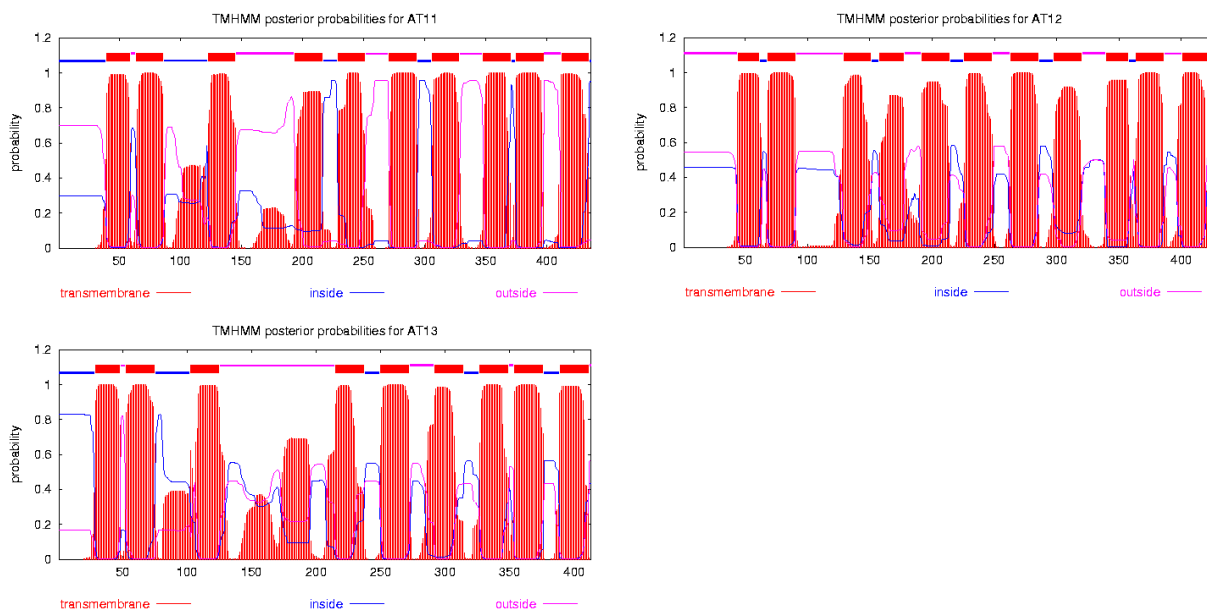 TMHMM posterior probabilities for AT11
probability
1.2
1
0.8
0.6
0.4
0.2
0
50 100 150 200 250 300 350 400
transmembrane inside outside
TMHMM posterior probabilities for AT12
probability
1.2
1
0.8
0.6
0.4
0.2
0
50 100 150 200 250 300 350 400
transmembrane inside outside
TMHMM posterior probabilities for AT13
probability
1.2
1
0.8
0.6
0.4
0.2
0
50 100 150 200 250 300 350 400
transmembrane inside outside